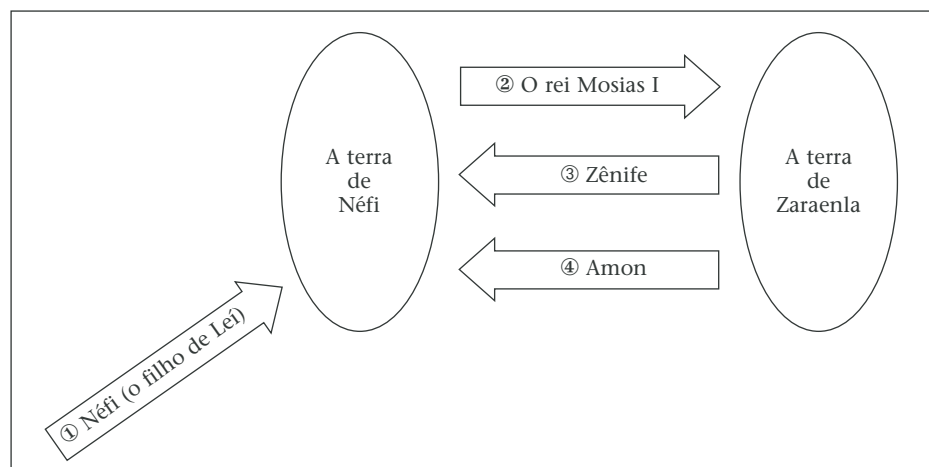 ② O rei Mosias I
A terra
de
Néfi
③ Zênife
A terra
de
Zaraenla
④ Amon
① Néfi (o filho de Leí)